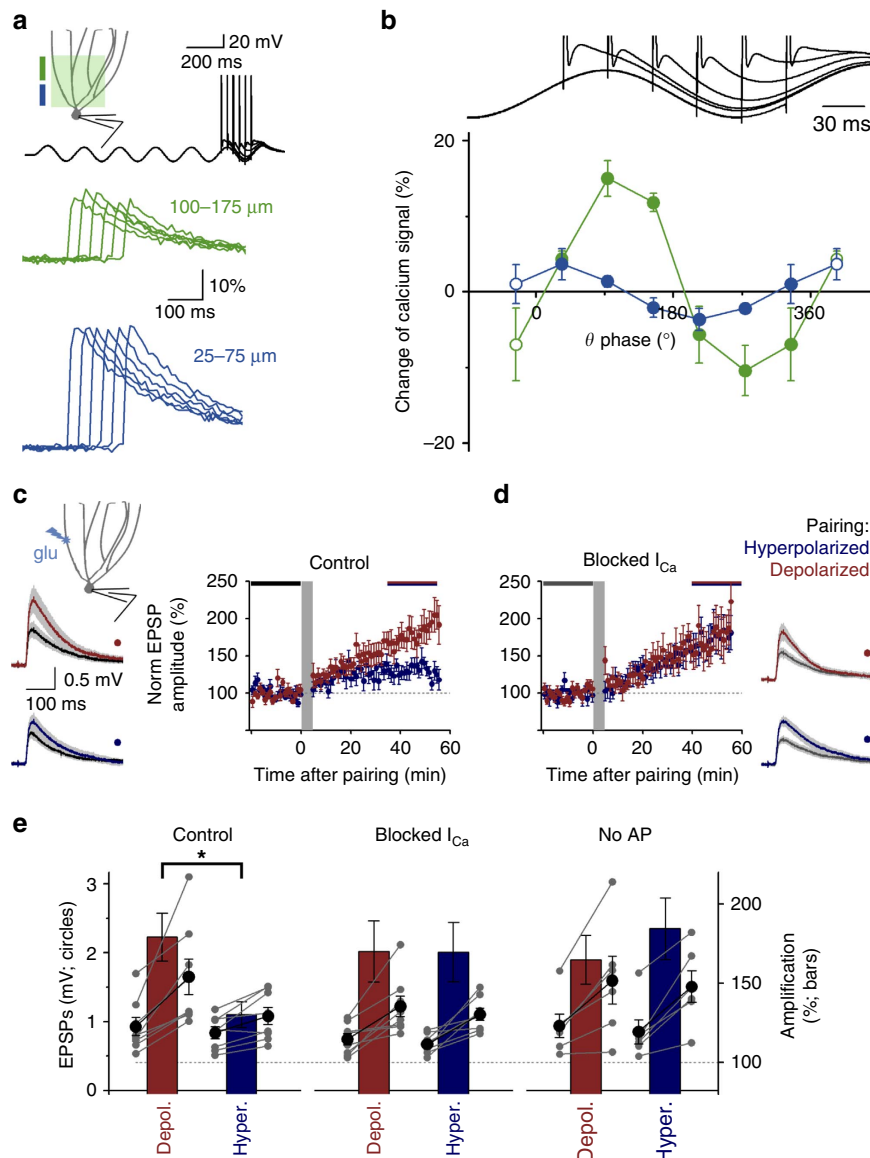 a
20 mV
200 ms
100–175 µm
10%
100 ms
25–75 µm
b
30 ms
20
0
–20
Change of calcium signal (%)
0
180
360
θ phase (°)
c
glu
0.5 mV
100 ms
Control
Norm EPSP
amplitude (%)
250
200
150
100
0
20
40
60
Time after pairing (min)
d
Blocked I_Ca
250
200
150
100
0
20
40
60
Time after pairing (min)
Pairing:
Hyperpolarized
Depolarized
e
Control
Blocked I_Ca
No AP
*
EPSPs (mV; circles)
3
2
1
0
200
150
100
Amplification
(%; bars)
Depol.
Hyper.
Depol.
Hyper.
Depol.
Hyper.